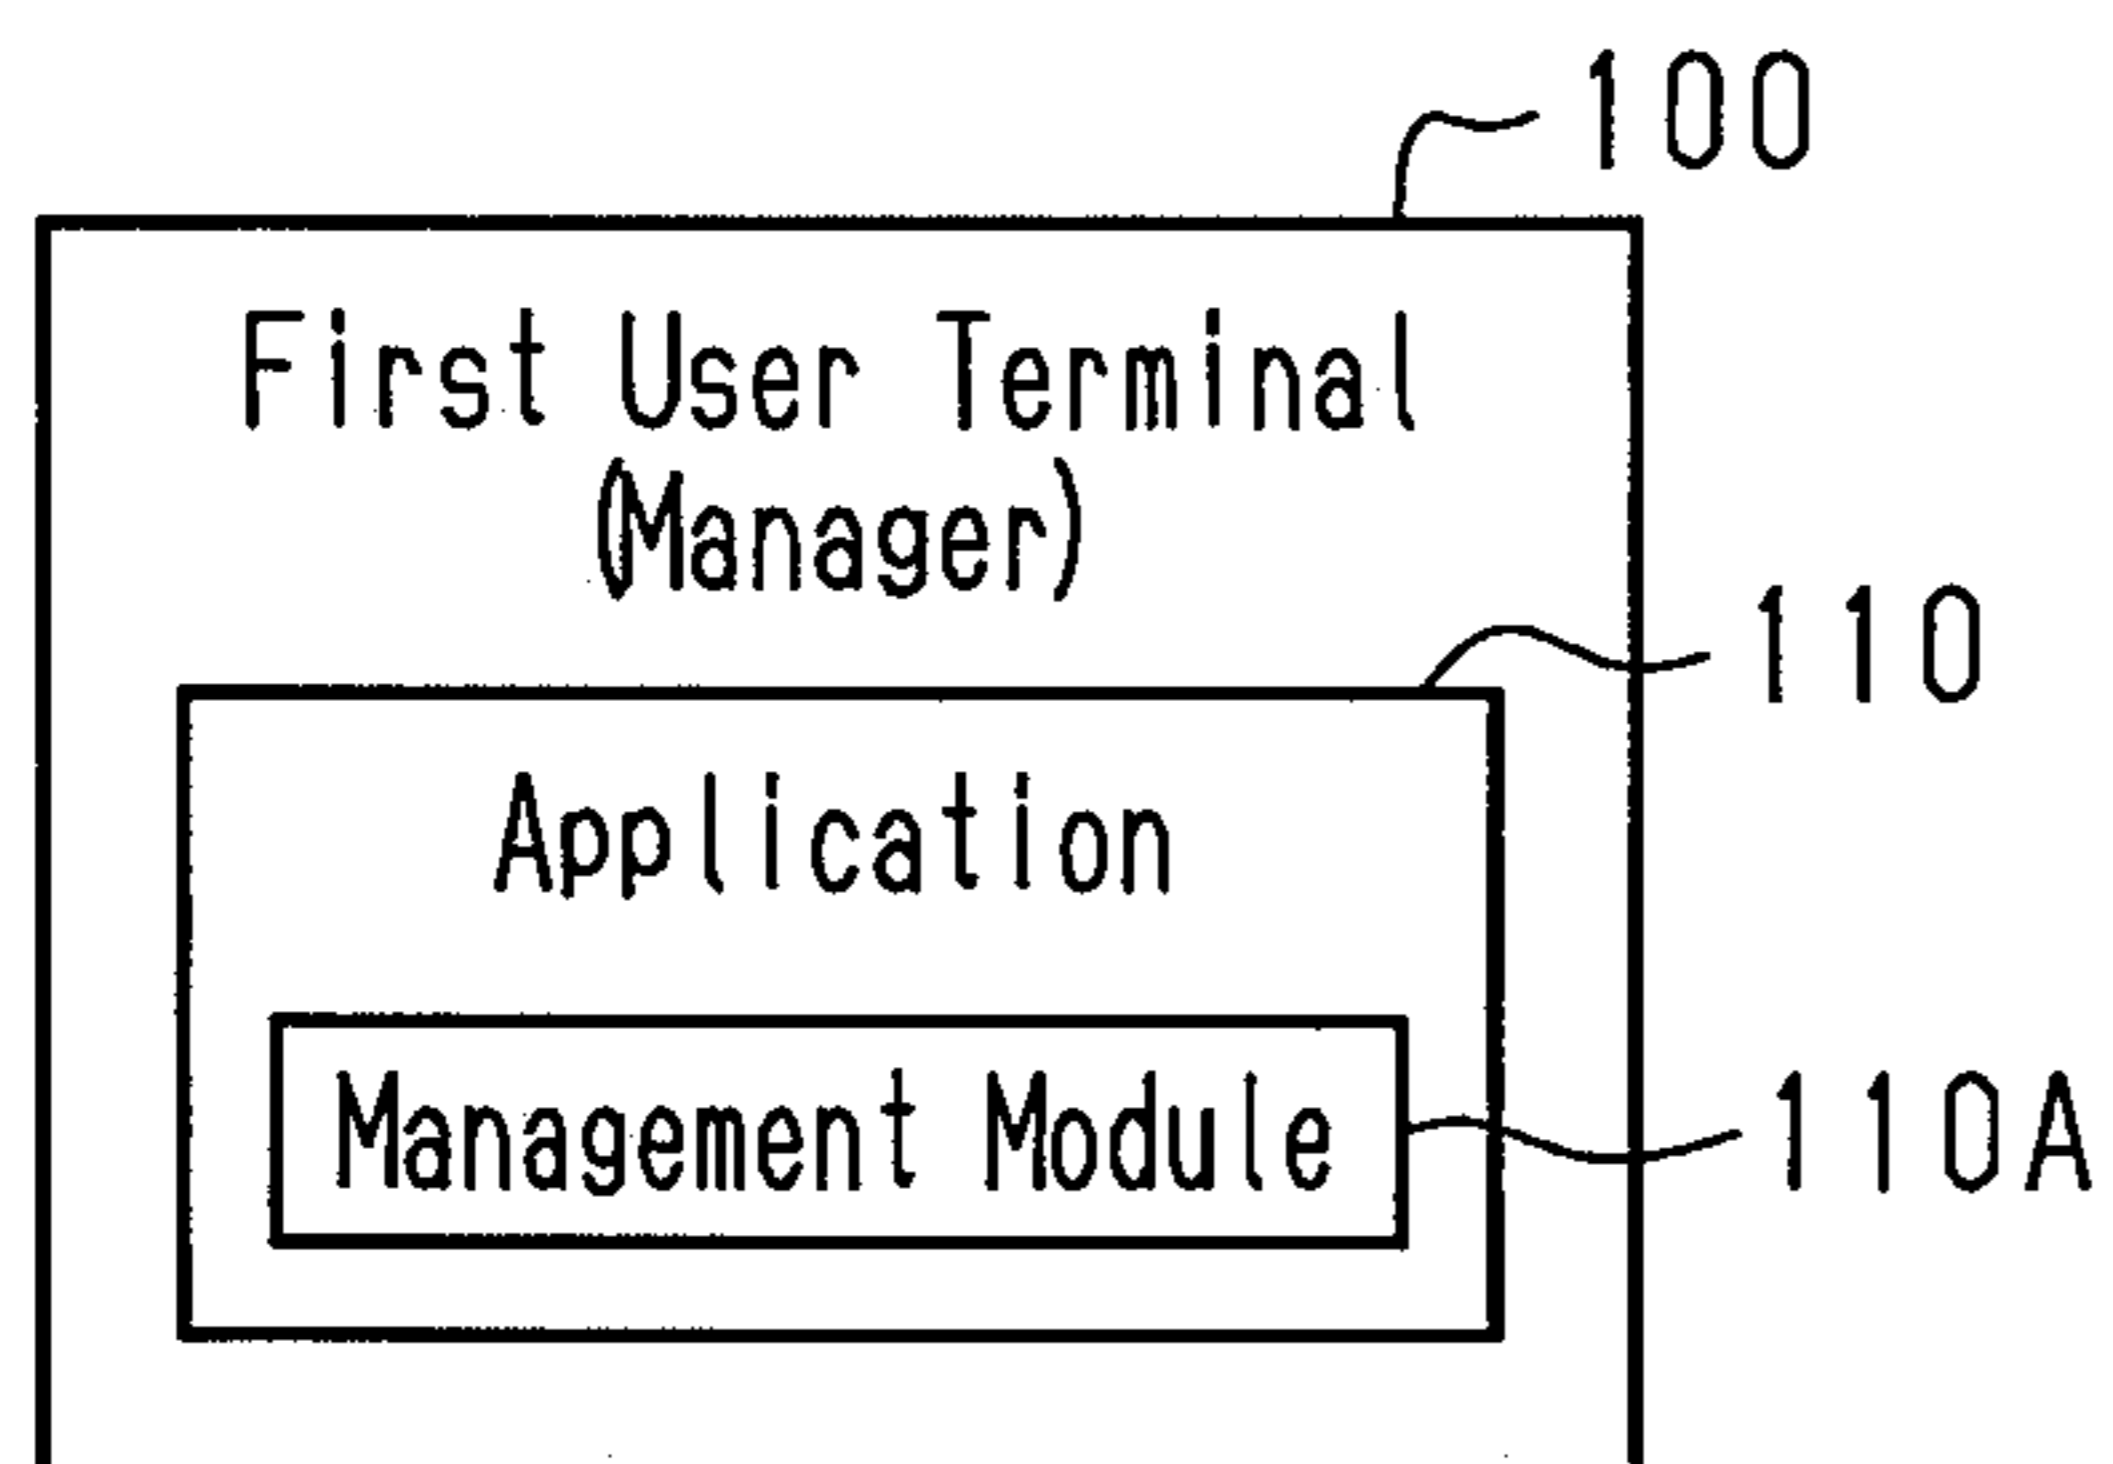 100
First User Terminal
(Manager)
110
Application
Management Module
110A